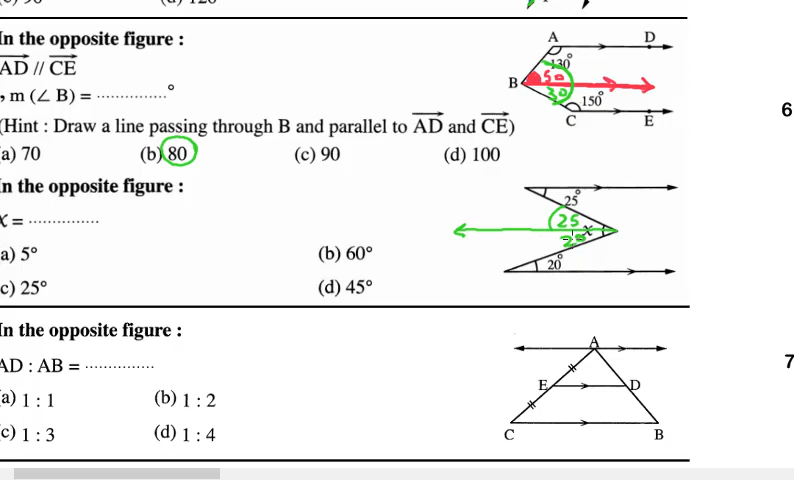 In the opposite figure :
AD // CE
, m (∠ B) = ...............°
(Hint : Draw a line passing through B and parallel to AD and CE)
(a) 70 (b) 80 (c) 90 (d) 100
A D
130°
B 50
30
150°
C E
6
In the opposite figure :
X = ...............
(a) 5° (b) 60°
(c) 25° (d) 45°
25°
25
x
20
20°
In the opposite figure :
AD : AB = ...............
(a) 1 : 1 (b) 1 : 2
(c) 1 : 3 (d) 1 : 4
A
E D
C B
7